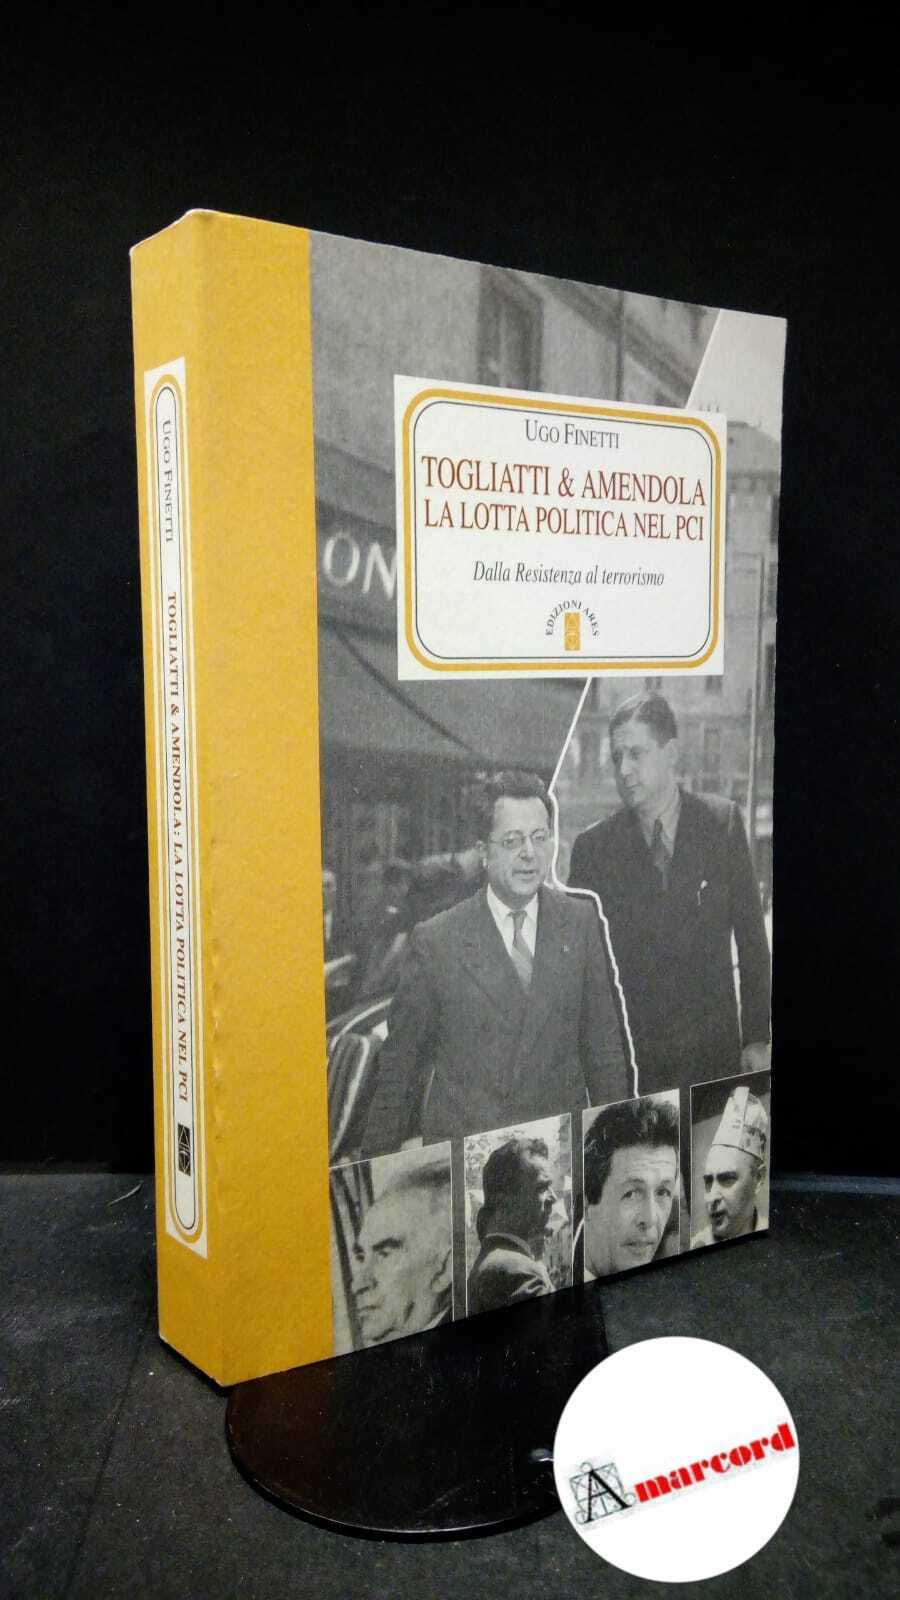 UGO FINETTI
TOGLIATTI & AMENDOLA
LA LOTTA POLITICA NEL PCI
Dalla Resistenza al terrorismo
EDIZIONI ARES
ON
UGO FINETTI
TOGLIATTI & AMENDOLA: LA LOTTA POLITICA NEL PCI
Amarcord